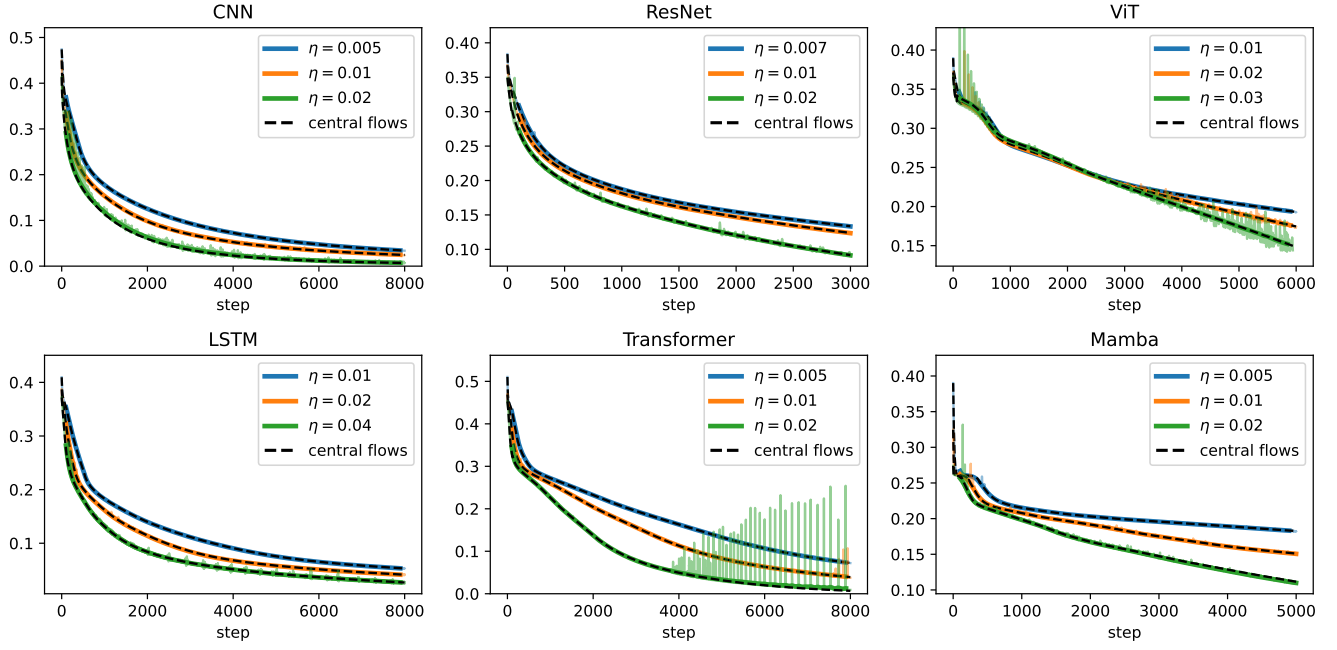 CNN
0.5
0.4
0.3
0.2
0.1
0.0
η = 0.005
η = 0.01
η = 0.02
central flows
0 2000 4000 6000 8000
step
ResNet
0.40
0.35
0.30
0.25
0.20
0.15
0.10
η = 0.007
η = 0.01
η = 0.02
central flows
0 500 1000 1500 2000 2500 3000
step
ViT
0.40
0.35
0.30
0.25
0.20
0.15
η = 0.01
η = 0.02
η = 0.03
central flows
0 1000 2000 3000 4000 5000 6000
step
LSTM
0.4
0.3
0.2
0.1
η = 0.01
η = 0.02
η = 0.04
central flows
0 2000 4000 6000 8000
step
Transformer
0.5
0.4
0.3
0.2
0.1
0.0
η = 0.005
η = 0.01
η = 0.02
central flows
0 2000 4000 6000 8000
step
Mamba
0.40
0.35
0.30
0.25
0.20
0.15
0.10
η = 0.005
η = 0.01
η = 0.02
central flows
0 1000 2000 3000 4000 5000
step